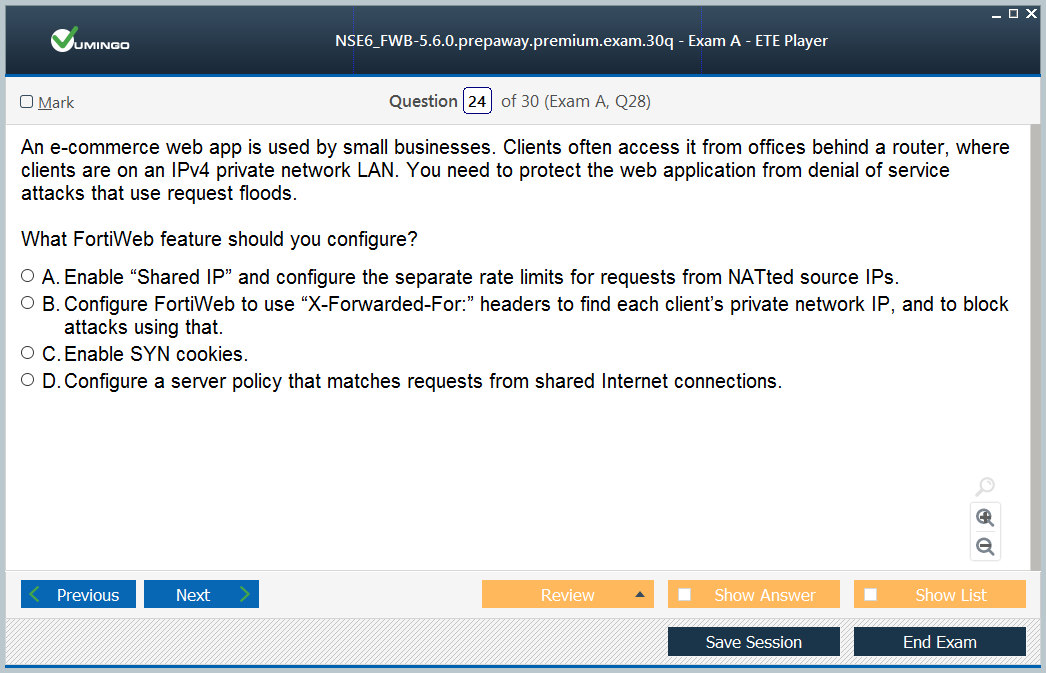 VUMINGO
NSE6_FWB-5.6.0.prepaway.premium.exam.30q - Exam A - ETE Player
Mark
Question 24 of 30 (Exam A, Q28)
An e-commerce web app is used by small businesses. Clients often access it from offices behind a router, where
clients are on an IPv4 private network LAN. You need to protect the web application from denial of service
attacks that use request floods.
What FortiWeb feature should you configure?
A. Enable “Shared IP” and configure the separate rate limits for requests from NATted source IPs.
B. Configure FortiWeb to use “X-Forwarded-For:” headers to find each client’s private network IP, and to block
attacks using that.
C. Enable SYN cookies.
D. Configure a server policy that matches requests from shared Internet connections.
Previous
Next
Review
Show Answer
Show List
Save Session
End Exam